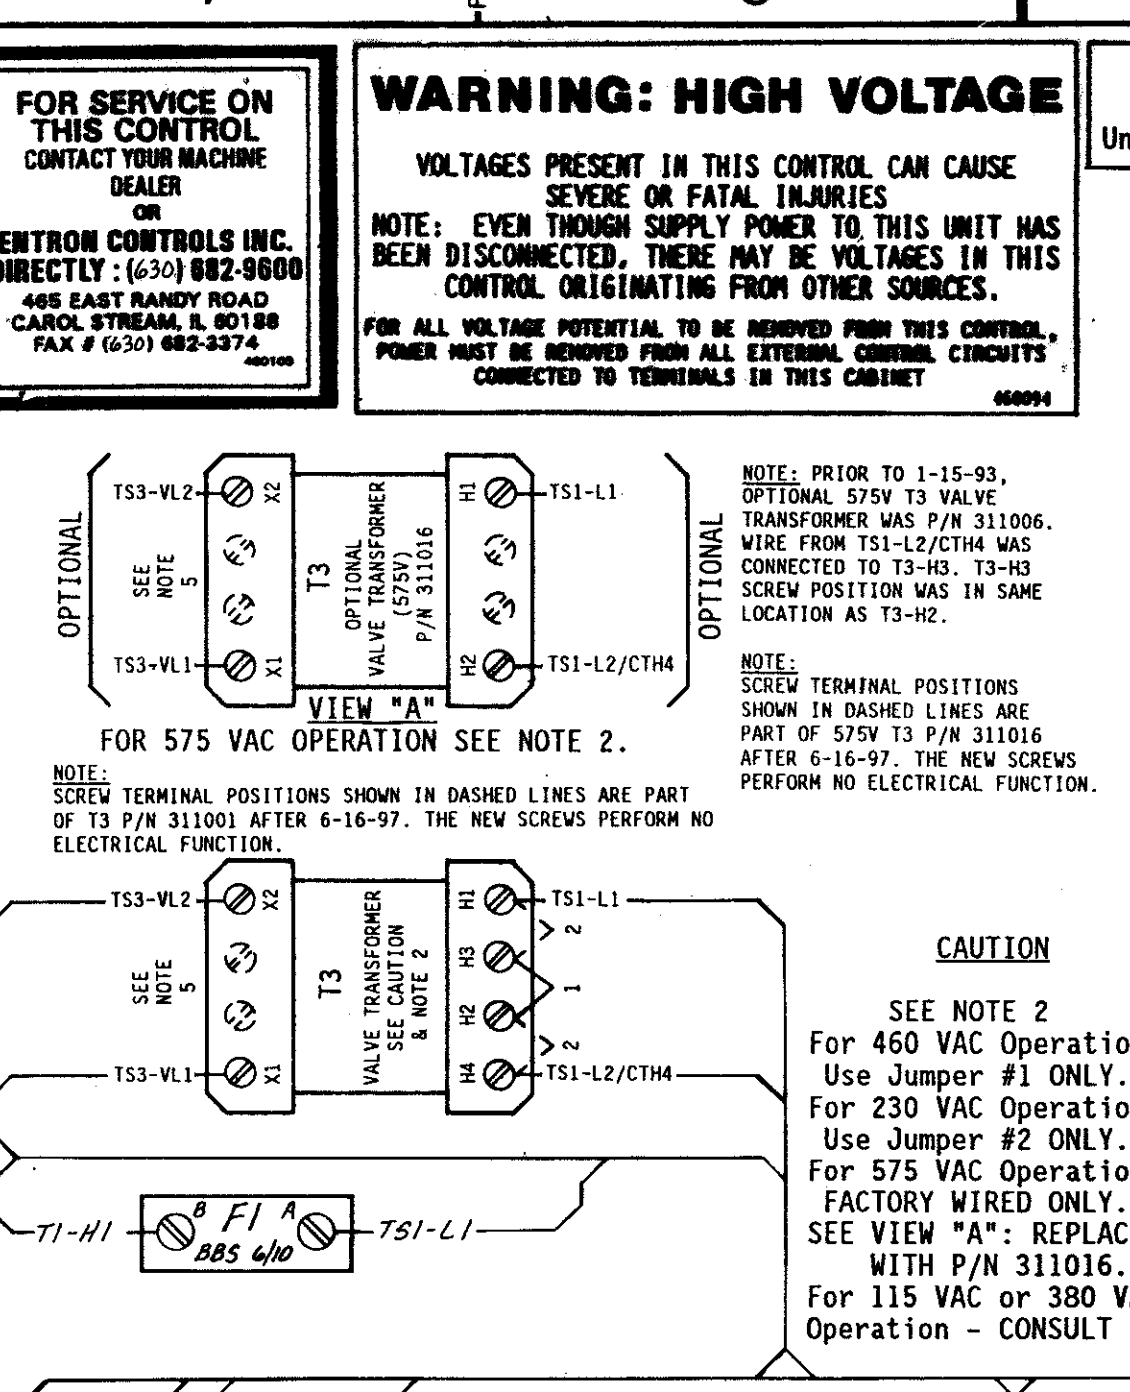 FOR SERVICE ON
THIS CONTROL
CONTACT YOUR MACHINE
DEALER
OR
ENTRON CONTROLS INC.
DIRECTLY : (630) 682-9600
465 EAST RANDY ROAD
CAROL STREAM, IL 60188
FAX # (630) 682-3374
460100
WARNING: HIGH VOLTAGE
VOLTAGES PRESENT IN THIS CONTROL CAN CAUSE
SEVERE OR FATAL INJURIES
NOTE: EVEN THOUGH SUPPLY POWER TO THIS UNIT HAS
BEEN DISCONNECTED, THERE MAY BE VOLTAGES IN THIS
CONTROL ORIGINATING FROM OTHER SOURCES.
FOR ALL VOLTAGE POTENTIAL TO BE REMOVED FROM THIS CONTROL,
POWER MUST BE REMOVED FROM ALL EXTERNAL CONTROL CIRCUITS
CONNECTED TO TERMINALS IN THIS CABINET
460094
Un
OPTIONAL
TS3-VL2
X2
SEE
NOTE
5
TS3-VL1
X1
T3
OPTIONAL
VALVE TRANSFORMER
(575V)
P/N 311016
H1
TS1-L1
H2
TS1-L2/CTH4
OPTIONAL
VIEW "A"
FOR 575 VAC OPERATION SEE NOTE 2.
NOTE: PRIOR TO 1-15-93,
OPTIONAL 575V T3 VALVE
TRANSFORMER WAS P/N 311006.
WIRE FROM TS1-L2/CTH4 WAS
CONNECTED TO T3-H3. T3-H3
SCREW POSITION WAS IN SAME
LOCATION AS T3-H2.
NOTE:
SCREW TERMINAL POSITIONS
SHOWN IN DASHED LINES ARE
PART OF 575V T3 P/N 311016
AFTER 6-16-97. THE NEW SCREWS
PERFORM NO ELECTRICAL FUNCTION.
NOTE:
SCREW TERMINAL POSITIONS SHOWN IN DASHED LINES ARE PART
OF T3 P/N 311001 AFTER 6-16-97. THE NEW SCREWS PERFORM NO
ELECTRICAL FUNCTION.
TS3-VL2
X2
SEE
NOTE
5
TS3-VL1
X1
T3
VALVE TRANSFORMER
SEE CAUTION
& NOTE 2
H1
TS1-L1
2
H3
1
H2
2
H4
TS1-L2/CTH4
CAUTION
SEE NOTE 2
For 460 VAC Operatio
Use Jumper #1 ONLY.
For 230 VAC Operatio
Use Jumper #2 ONLY.
For 575 VAC Operatio
FACTORY WIRED ONLY.
SEE VIEW "A": REPLAC
WITH P/N 311016.
For 115 VAC or 380 V
Operation - CONSULT
T1-H1
B F1 A
BBS 6/10
TS1-L1